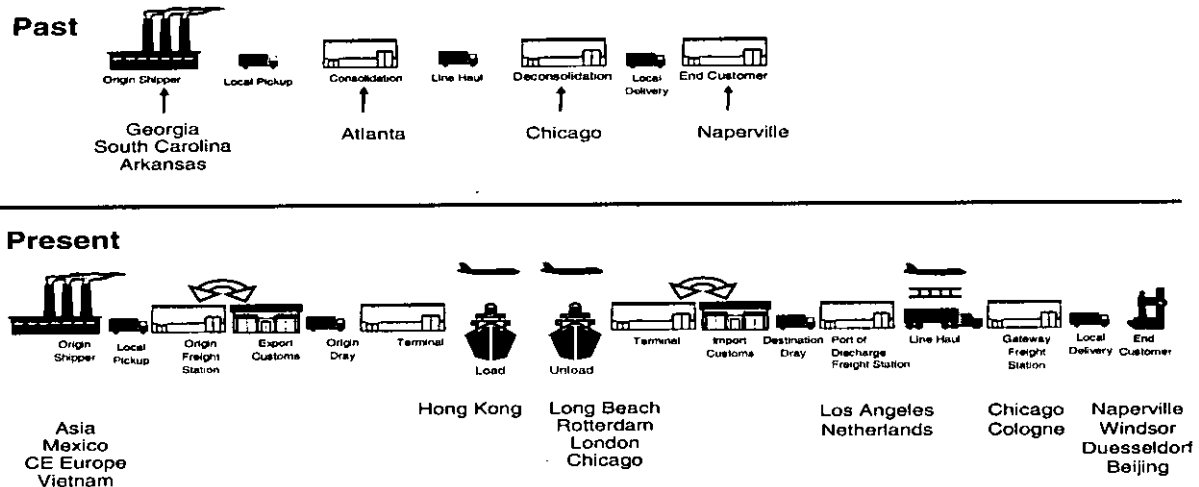 Past
Origin Shipper
Local Pickup
Consolidation
Line Haul
Deconsolidation
Local
Delivery
End Customer
Georgia
South Carolina
Arkansas
Atlanta
Chicago
Naperville
Present
Origin
Shipper
Local
Pickup
Origin
Freight
Station
Export
Customs
Origin
Dray
Terminal
Load
Unload
Terminal
Import
Customs
Destination
Dray
Port of
Discharge
Freight Station
Line Haul
Gateway
Freight
Station
Local
Delivery
End
Customer
Asia
Mexico
CE Europe
Vietnam
Hong Kong
Long Beach
Rotterdam
London
Chicago
Los Angeles
Netherlands
Chicago
Cologne
Naperville
Windsor
Duesseldorf
Beijing